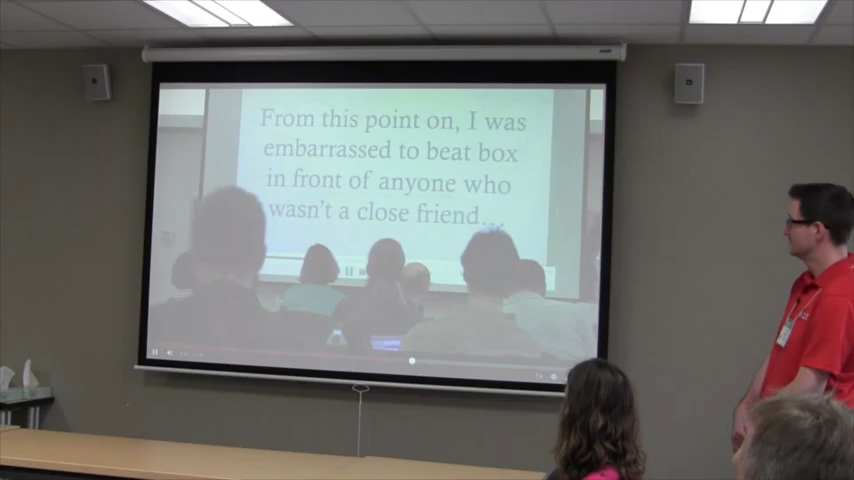 From this point on, I was
embarrassed to beat box
in front of anyone who
wasn't a close friend...